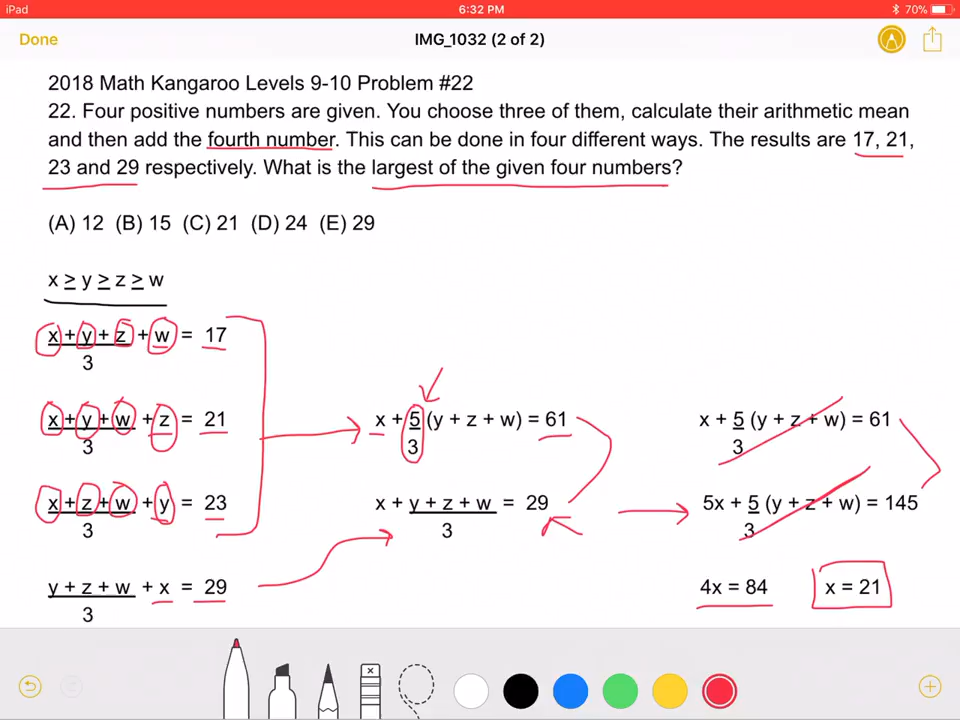 iPad 6:32 PM 70%
Done IMG_1032 (2 of 2)
2018 Math Kangaroo Levels 9-10 Problem #22
22. Four positive numbers are given. You choose three of them, calculate their arithmetic mean
and then add the fourth number. This can be done in four different ways. The results are 17, 21,
23 and 29 respectively. What is the largest of the given four numbers?
(A) 12 (B) 15 (C) 21 (D) 24 (E) 29
x ≥ y ≥ z ≥ w
x + y + z + w = 17
3
x + y + w + z = 21
3
x + z + w + y = 23
3
y + z + w + x = 29
3
x + 5 (y + z + w) = 61
3
x + y + z + w = 29
3
x + 5 (y + z + w) = 61
3
5x + 5 (y + z + w) = 145
3
4x = 84 x = 21